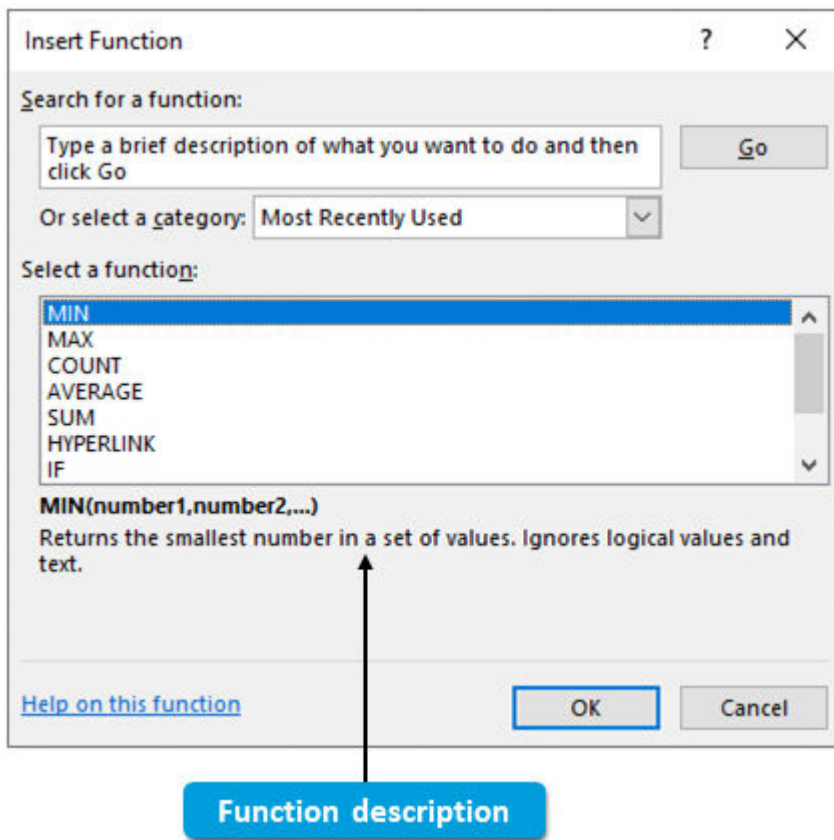 Insert Function
?
Search for a function:
Type a brief description of what you want to do and then
click Go
Go
Or select a category: Most Recently Used
Select a function:
MIN
MAX
COUNT
AVERAGE
SUM
HYPERLINK
IF
MIN(number1,number2,...)
Returns the smallest number in a set of values. Ignores logical values and
text.
Help on this function
OK
Cancel
Function description